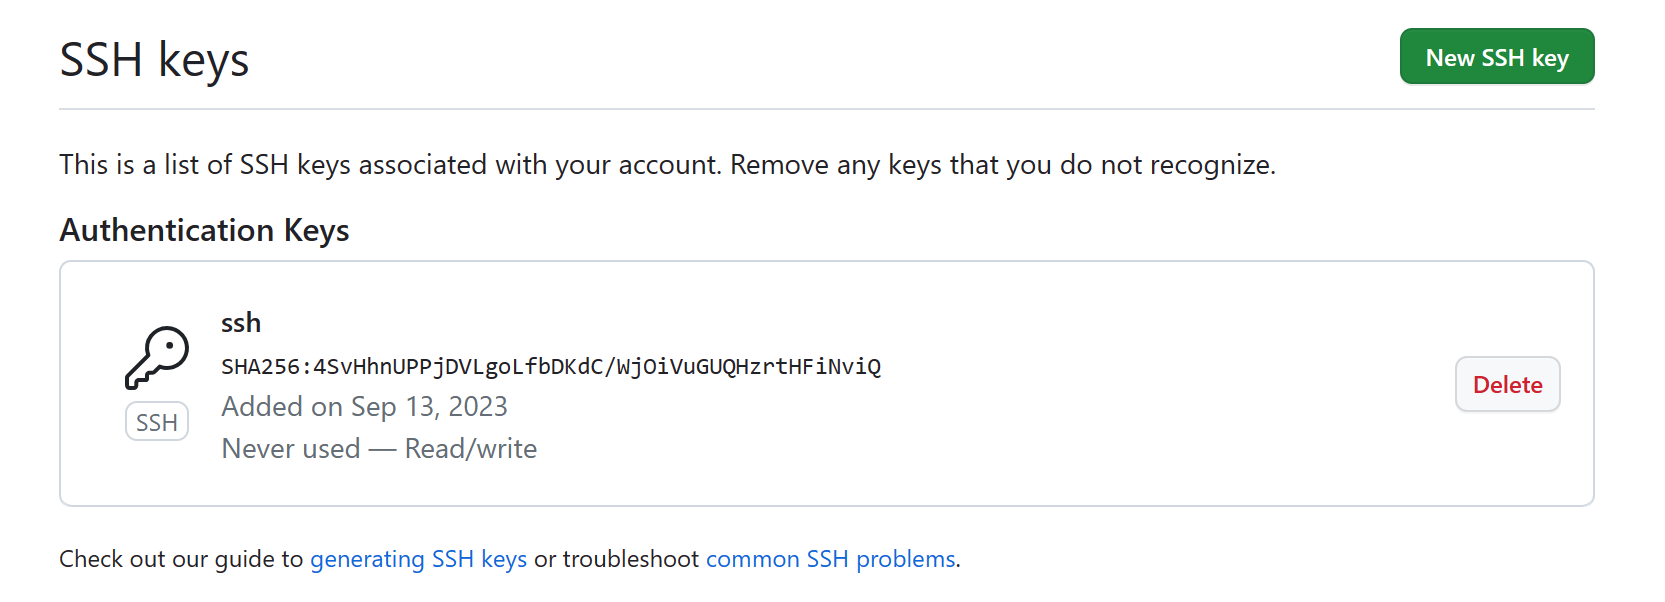 SSH keys
New SSH key
This is a list of SSH keys associated with your account. Remove any keys that you do not recognize.
Authentication Keys
ssh
SHA256:4SvHhnUPPjDVLgoLfbDKdC/WjOiVuGUQHzrtHFiNviQ
Added on Sep 13, 2023
Never used — Read/write
SSH
Delete
Check out our guide to generating SSH keys or troubleshoot common SSH problems.